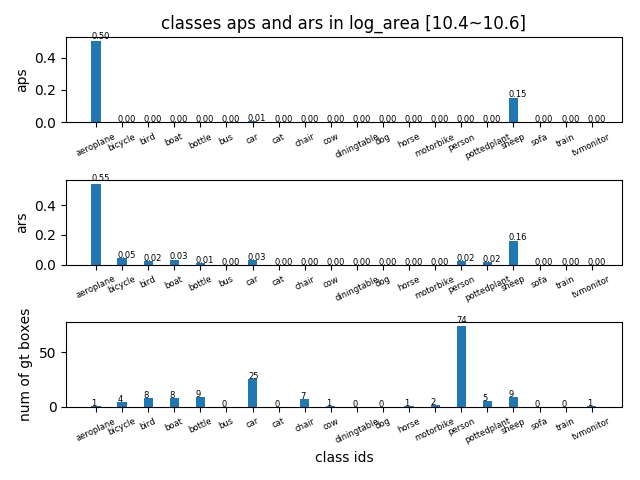 classes aps and ars in log_area [10.4~10.6]
aps
0.4
0.2
0.0
0.50 0.00 0.00 0.00 0.00 0.00 0.01 0.00 0.00 0.00 0.00 0.00 0.00 0.00 0.00 0.00 0.15 0.00 0.00 0.00
aeroplane bicycle bird boat bottle bus car cat chair cow diningtable dog horse motorbike person pottedplant sheep sofa train tvmonitor
ars
0.4
0.2
0.0
0.55 0.05 0.02 0.03 0.01 0.00 0.03 0.00 0.00 0.00 0.00 0.00 0.00 0.00 0.02 0.02 0.16 0.00 0.00 0.00
aeroplane bicycle bird boat bottle bus car cat chair cow diningtable dog horse motorbike person pottedplant sheep sofa train tvmonitor
num of gt boxes
50
0
1 4 8 8 9 0 25 0 7 1 0 0 1 2 74 5 9 0 0 1
aeroplane bicycle bird boat bottle bus car cat chair cow diningtable dog horse motorbike person pottedplant sheep sofa train tvmonitor
class ids